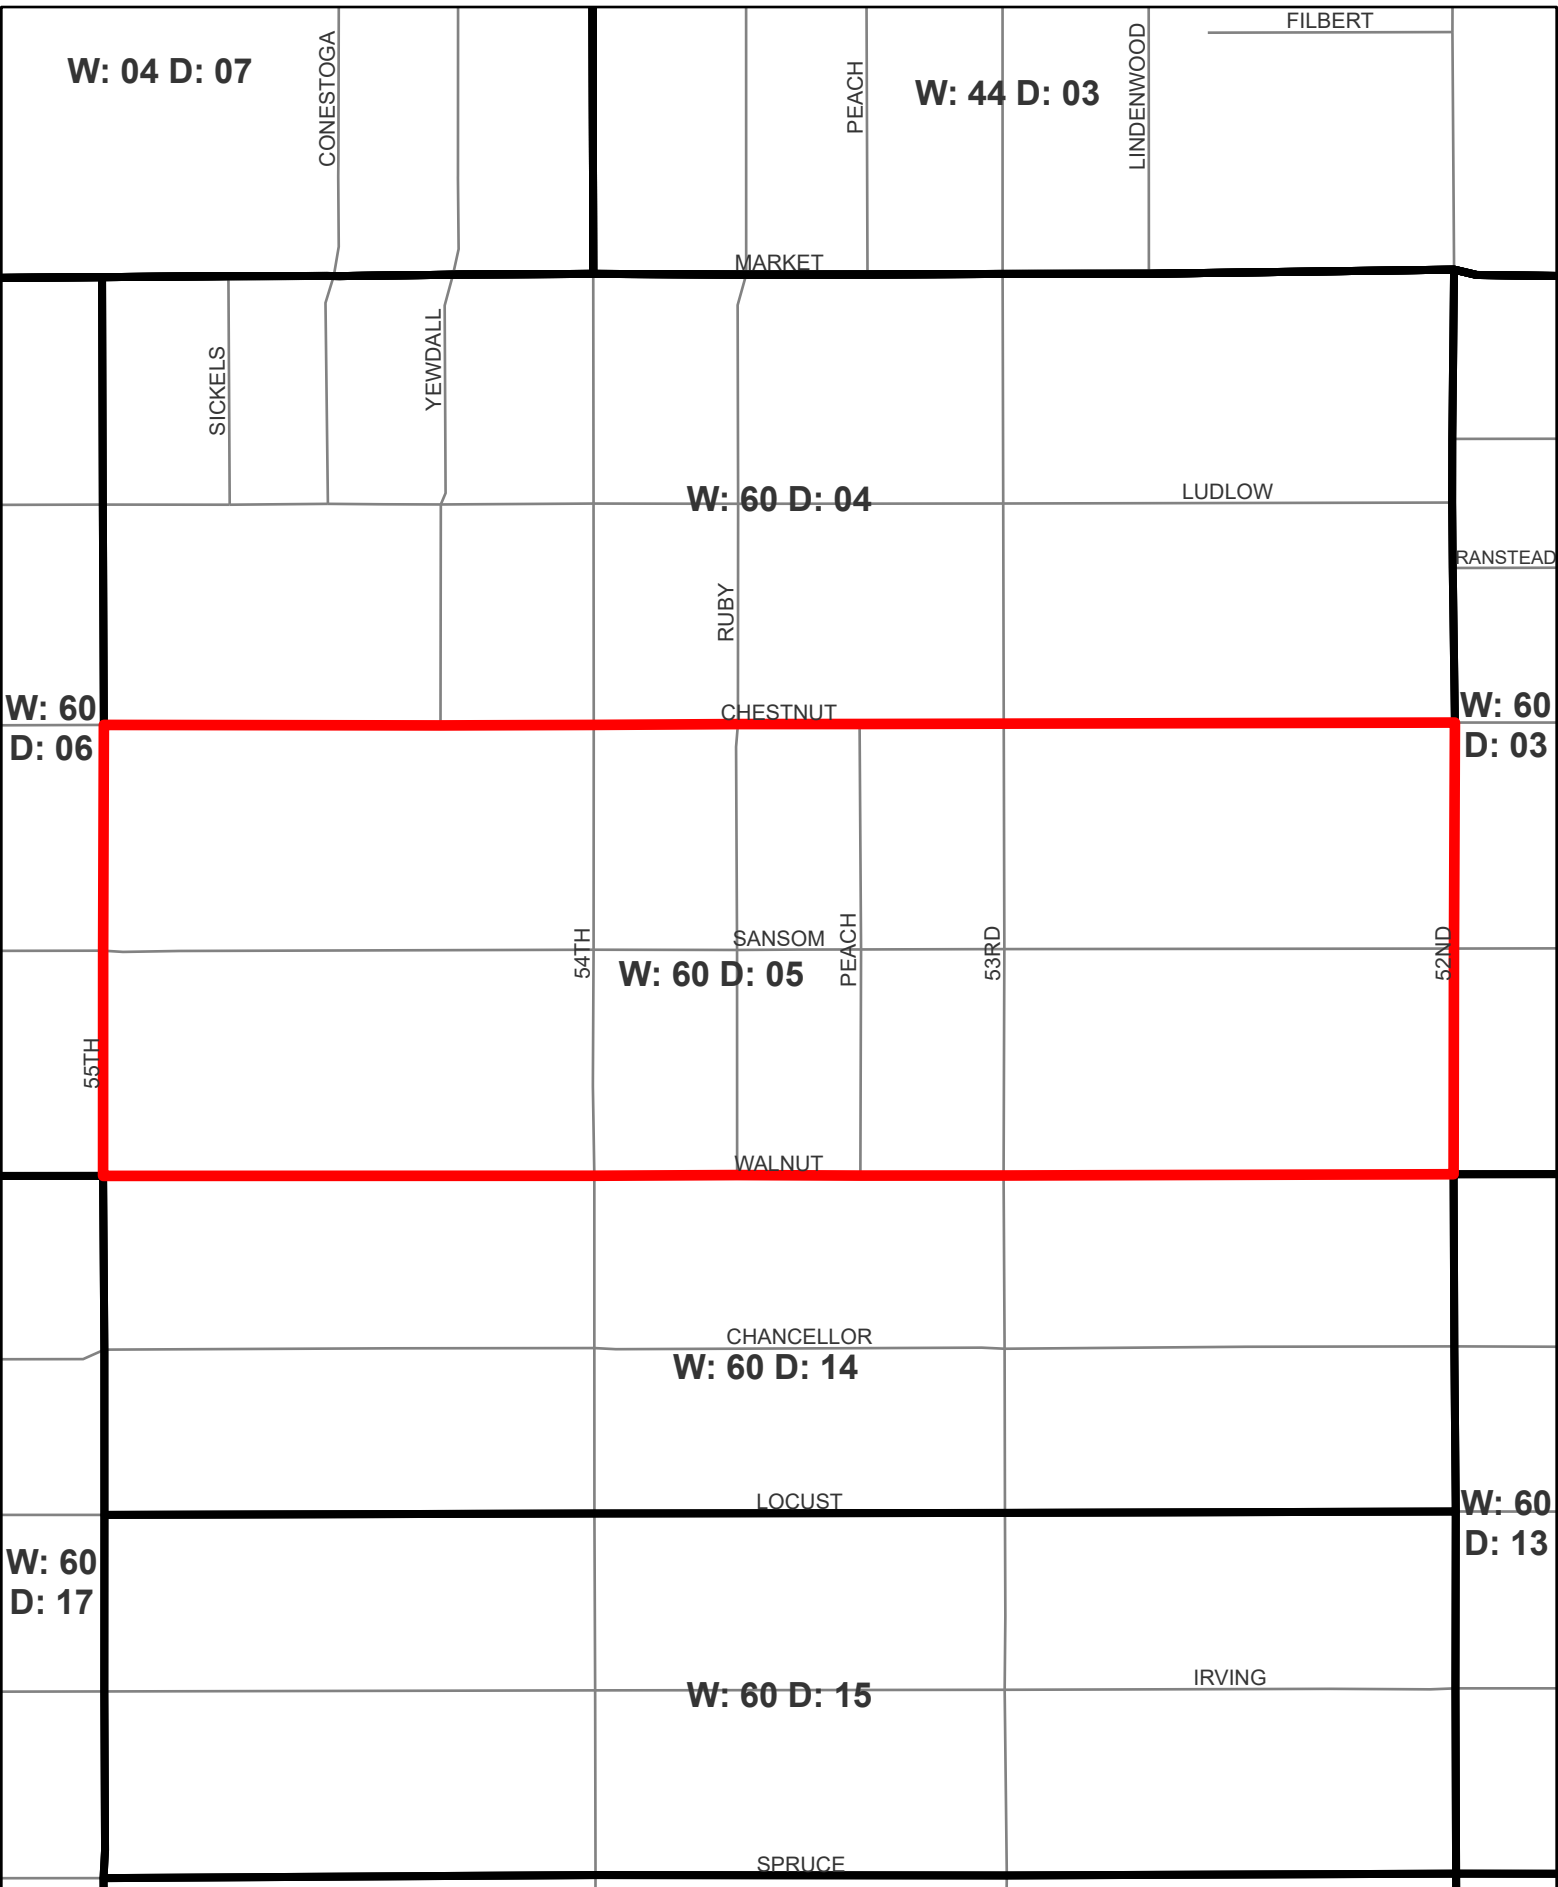 FILBERT
W: 04 D: 07
CONESTOGA
PEACH
W: 44 D: 03
LINDENWOOD
MARKET
SICKELS
YEWDALL
W: 60 D: 04
LUDLOW
RANSTEAD
RUBY
W: 60
D: 06
CHESTNUT
W: 60
D: 03
54TH
SANSOM
W: 60 D: 05
PEACH
53RD
52ND
55TH
WALNUT
CHANCELLOR
W: 60 D: 14
LOCUST
W: 60
D: 13
W: 60
D: 17
W: 60 D: 15
IRVING
SPRUCE